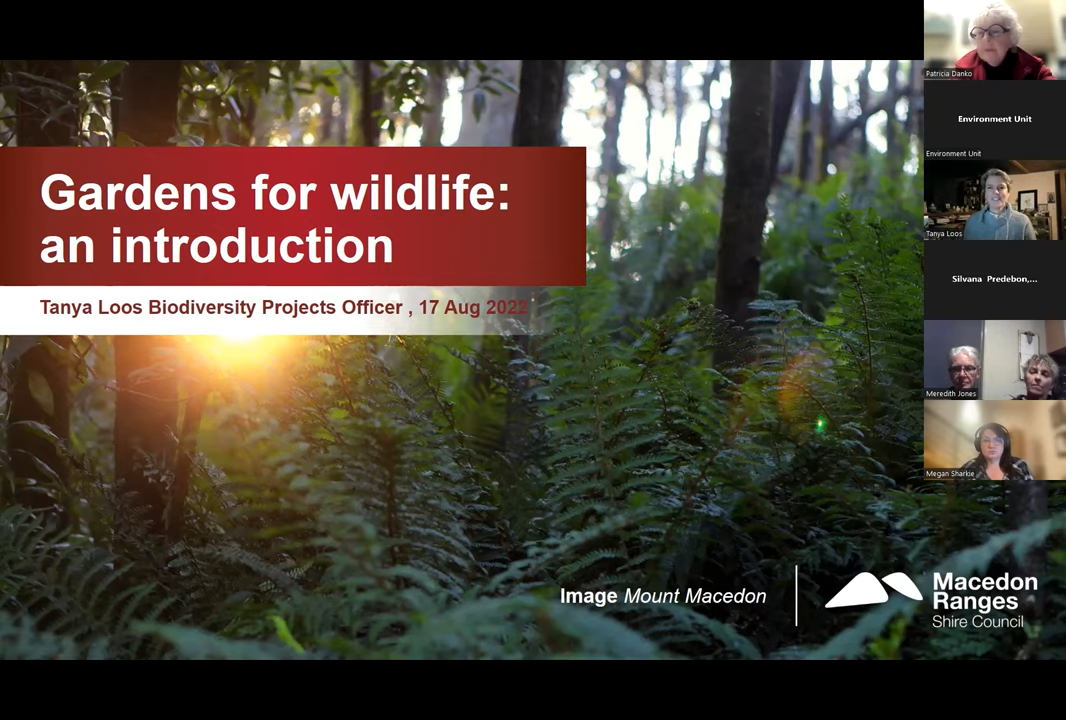 Gardens for wildlife:
an introduction
Tanya Loos Biodiversity Projects Officer , 17 Aug 2022
Image Mount Macedon
Macedon
Ranges
Shire Council
Patricia Danko
Environment Unit
Environment Unit
Tanya Loos
Silvana Predebon,...
Meredith Jones
Megan Sharkie